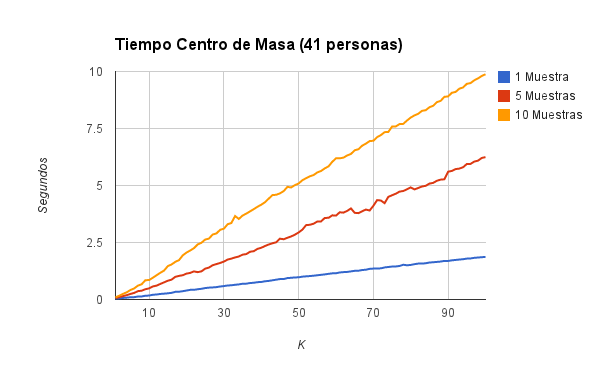 Tiempo Centro de Masa (41 personas)
10
7.5
5
2.5
0
Segundos
10
30
50
70
90
K
1 Muestra
5 Muestras
10 Muestras